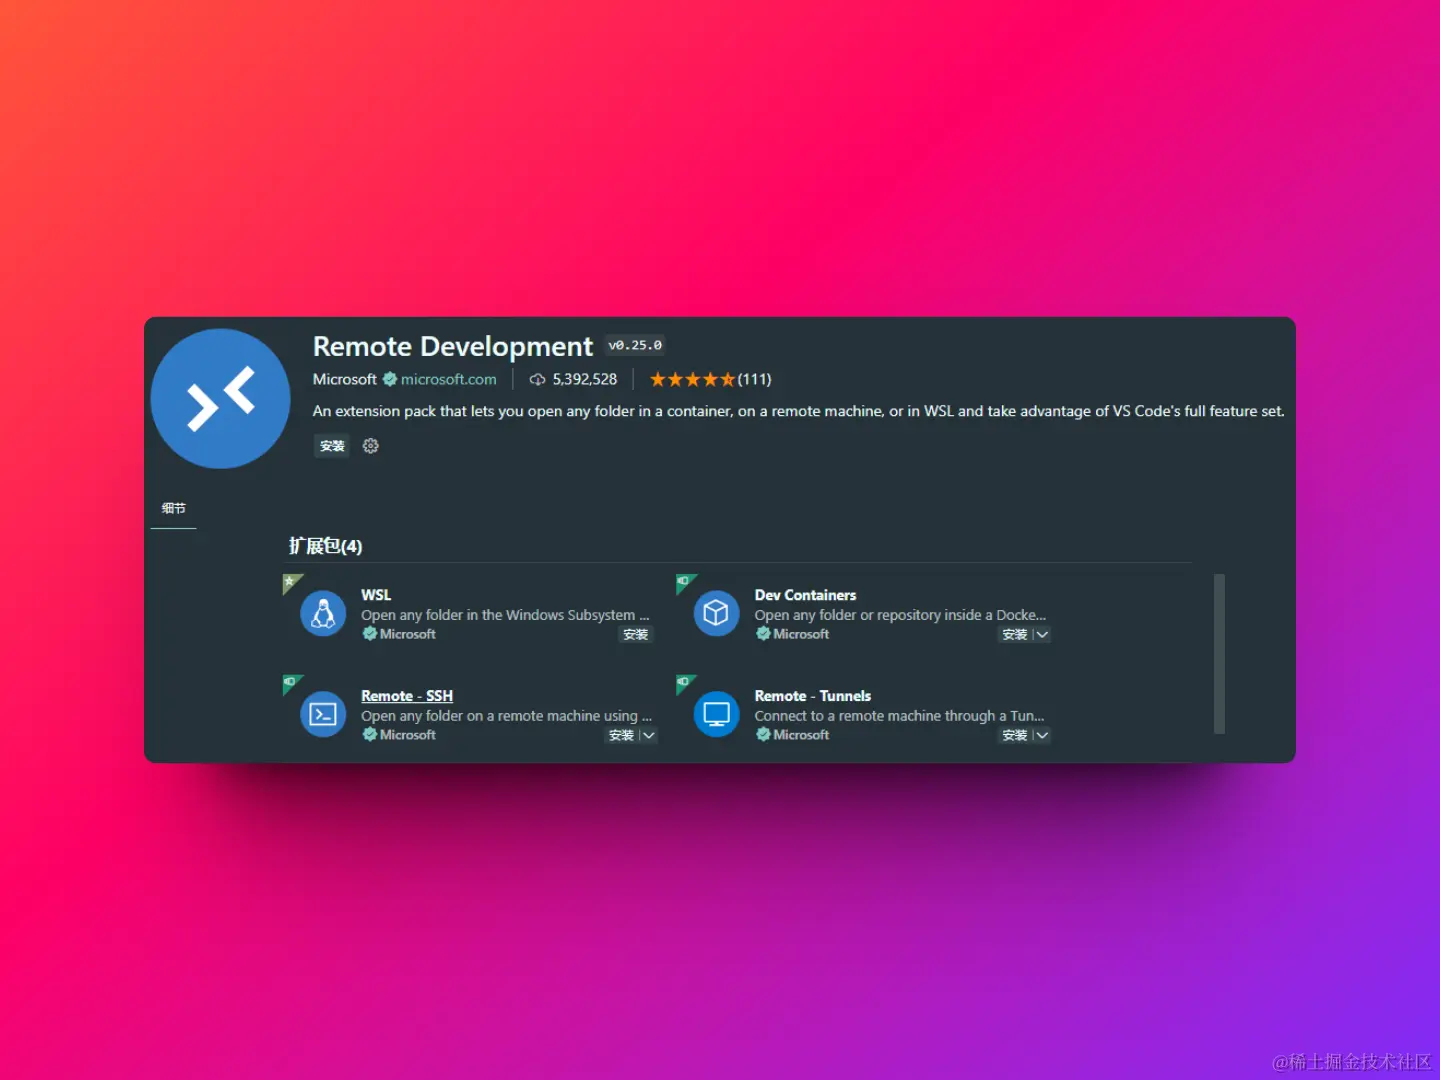 Remote Development v0.25.0
Microsoft microsoft.com 5,392,528 (111)
An extension pack that lets you open any folder in a container, on a remote machine, or in WSL and take advantage of VS Code's full feature set.
安装
细节
扩展包(4)
WSL
Open any folder in the Windows Subsystem ...
Microsoft 安装
Dev Containers
Open any folder or repository inside a Docke...
Microsoft 安装
Remote - SSH
Open any folder on a remote machine using ...
Microsoft 安装
Remote - Tunnels
Connect to a remote machine through a Tun...
Microsoft 安装
@稀土掘金技术社区